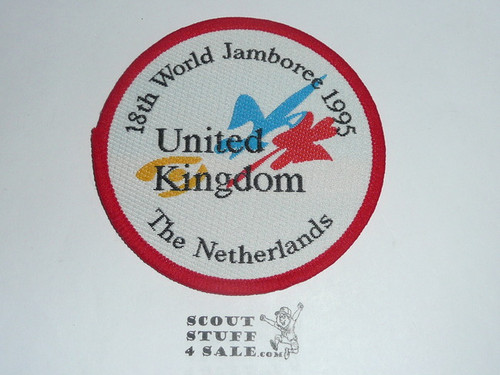 18th World Jamboree 1995
United
Kingdom
The Netherlands
SCOUT
STUFF
4 SALE.COM